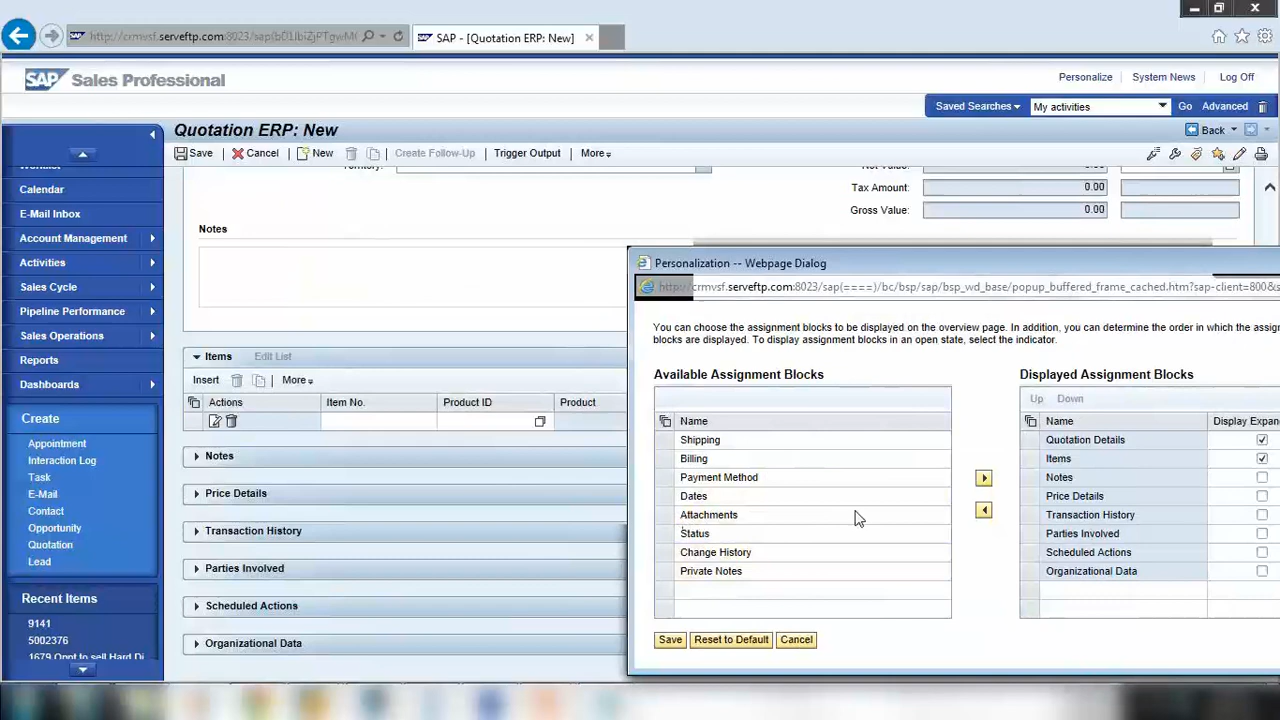 http://crmvsf.serveftp.com:8023/sap(bD1lbiZjPTgwMC
SAP - [Quotation ERP: New]
SAP Sales Professional
Personalize System News Log Off
Saved Searches My activities Go Advanced
Quotation ERP: New
Back
Save Cancel New Create Follow-Up Trigger Output More
Calendar
E-Mail Inbox
Account Management
Activities
Sales Cycle
Pipeline Performance
Sales Operations
Reports
Dashboards
Create
Appointment
Interaction Log
Task
E-Mail
Contact
Opportunity
Quotation
Lead
Recent Items
9141
5002376
1679 Oppt to sell Hard Di
Territory:
Net Value: 0.00
Tax Amount: 0.00
Gross Value: 0.00
Notes
Items Edit List
Insert More
Actions Item No. Product ID Product
Notes
Price Details
Transaction History
Parties Involved
Scheduled Actions
Organizational Data
Personalization -- Webpage Dialog
http://crmvsf.serveftp.com:8023/sap(====)/bc/bsp/sap/bsp_wd_base/popup_buffered_frame_cached.htm?sap-client=800&s
You can choose the assignment blocks to be displayed on the overview page. In addition, you can determine the order in which the assig
blocks are displayed. To display assignment blocks in an open state, select the indicator.
Available Assignment Blocks
Name
Shipping
Billing
Payment Method
Dates
Attachments
Status
Change History
Private Notes
Displayed Assignment Blocks
Up Down
Name Display Expan
Quotation Details
Items
Notes
Price Details
Transaction History
Parties Involved
Scheduled Actions
Organizational Data
Save Reset to Default Cancel